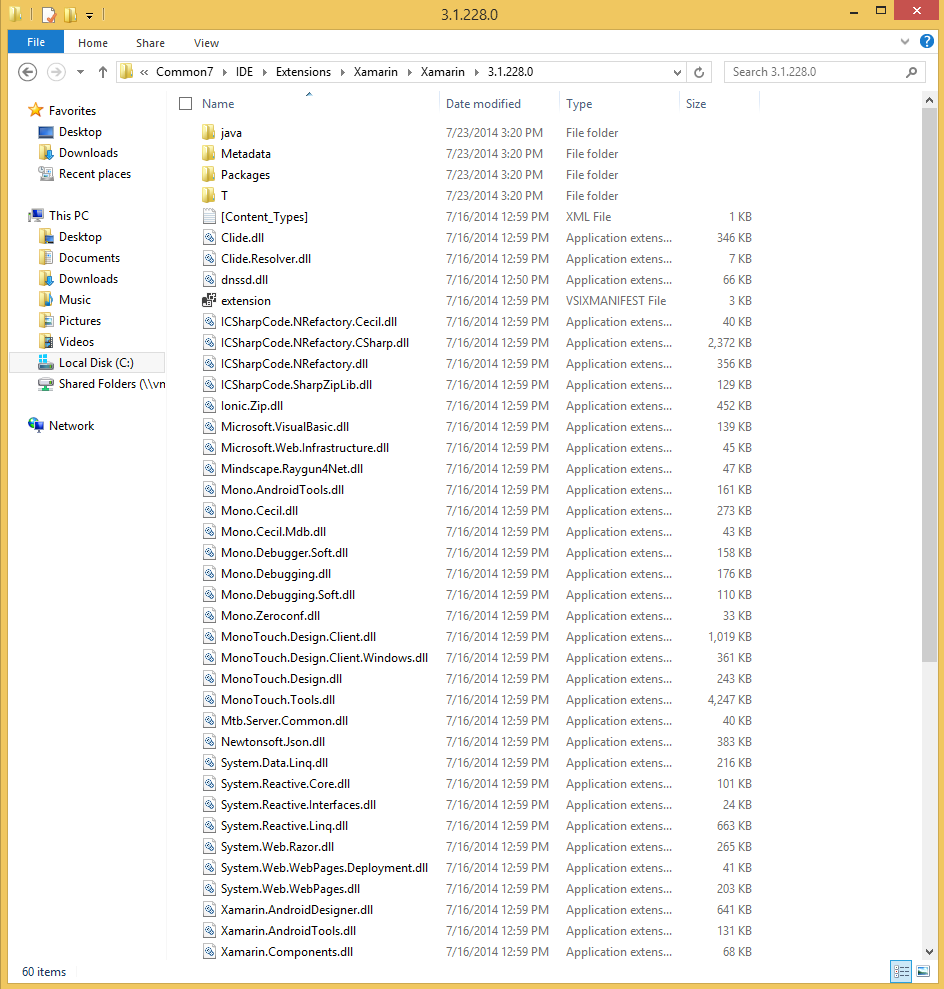 3.1.228.0
File Home Share View
« Common7 IDE Extensions Xamarin Xamarin 3.1.228.0 Search 3.1.228.0
Favorites
Desktop
Downloads
Recent places
This PC
Desktop
Documents
Downloads
Music
Pictures
Videos
Local Disk (C:)
Shared Folders (\\vn
Network
Name Date modified Type Size
java 7/23/2014 3:20 PM File folder
Metadata 7/23/2014 3:20 PM File folder
Packages 7/23/2014 3:20 PM File folder
T 7/23/2014 3:20 PM File folder
[Content_Types] 7/16/2014 12:59 PM XML File 1 KB
Clide.dll 7/16/2014 12:59 PM Application extens... 346 KB
Clide.Resolver.dll 7/16/2014 12:59 PM Application extens... 7 KB
dnssd.dll 7/16/2014 12:50 PM Application extens... 66 KB
extension 7/16/2014 12:59 PM VSIXMANIFEST File 3 KB
ICSharpCode.NRefactory.Cecil.dll 7/16/2014 12:59 PM Application extens... 40 KB
ICSharpCode.NRefactory.CSharp.dll 7/16/2014 12:59 PM Application extens... 2,372 KB
ICSharpCode.NRefactory.dll 7/16/2014 12:59 PM Application extens... 356 KB
ICSharpCode.SharpZipLib.dll 7/16/2014 12:59 PM Application extens... 129 KB
Ionic.Zip.dll 7/16/2014 12:59 PM Application extens... 452 KB
Microsoft.VisualBasic.dll 7/16/2014 12:59 PM Application extens... 139 KB
Microsoft.Web.Infrastructure.dll 7/16/2014 12:59 PM Application extens... 45 KB
Mindscape.Raygun4Net.dll 7/16/2014 12:59 PM Application extens... 47 KB
Mono.AndroidTools.dll 7/16/2014 12:59 PM Application extens... 161 KB
Mono.Cecil.dll 7/16/2014 12:59 PM Application extens... 273 KB
Mono.Cecil.Mdb.dll 7/16/2014 12:59 PM Application extens... 43 KB
Mono.Debugger.Soft.dll 7/16/2014 12:59 PM Application extens... 158 KB
Mono.Debugging.dll 7/16/2014 12:59 PM Application extens... 176 KB
Mono.Debugging.Soft.dll 7/16/2014 12:59 PM Application extens... 110 KB
Mono.Zeroconf.dll 7/16/2014 12:59 PM Application extens... 33 KB
MonoTouch.Design.Client.dll 7/16/2014 12:59 PM Application extens... 1,019 KB
MonoTouch.Design.Client.Windows.dll 7/16/2014 12:59 PM Application extens... 361 KB
MonoTouch.Design.dll 7/16/2014 12:59 PM Application extens... 243 KB
MonoTouch.Tools.dll 7/16/2014 12:59 PM Application extens... 4,247 KB
Mtb.Server.Common.dll 7/16/2014 12:59 PM Application extens... 40 KB
Newtonsoft.Json.dll 7/16/2014 12:59 PM Application extens... 383 KB
System.Data.Linq.dll 7/16/2014 12:59 PM Application extens... 216 KB
System.Reactive.Core.dll 7/16/2014 12:59 PM Application extens... 101 KB
System.Reactive.Interfaces.dll 7/16/2014 12:59 PM Application extens... 24 KB
System.Reactive.Linq.dll 7/16/2014 12:59 PM Application extens... 663 KB
System.Web.Razor.dll 7/16/2014 12:59 PM Application extens... 265 KB
System.Web.WebPages.Deployment.dll 7/16/2014 12:59 PM Application extens... 41 KB
System.Web.WebPages.dll 7/16/2014 12:59 PM Application extens... 203 KB
Xamarin.AndroidDesigner.dll 7/16/2014 12:59 PM Application extens... 641 KB
Xamarin.AndroidTools.dll 7/16/2014 12:59 PM Application extens... 131 KB
Xamarin.Components.dll 7/16/2014 12:59 PM Application extens... 68 KB
60 items